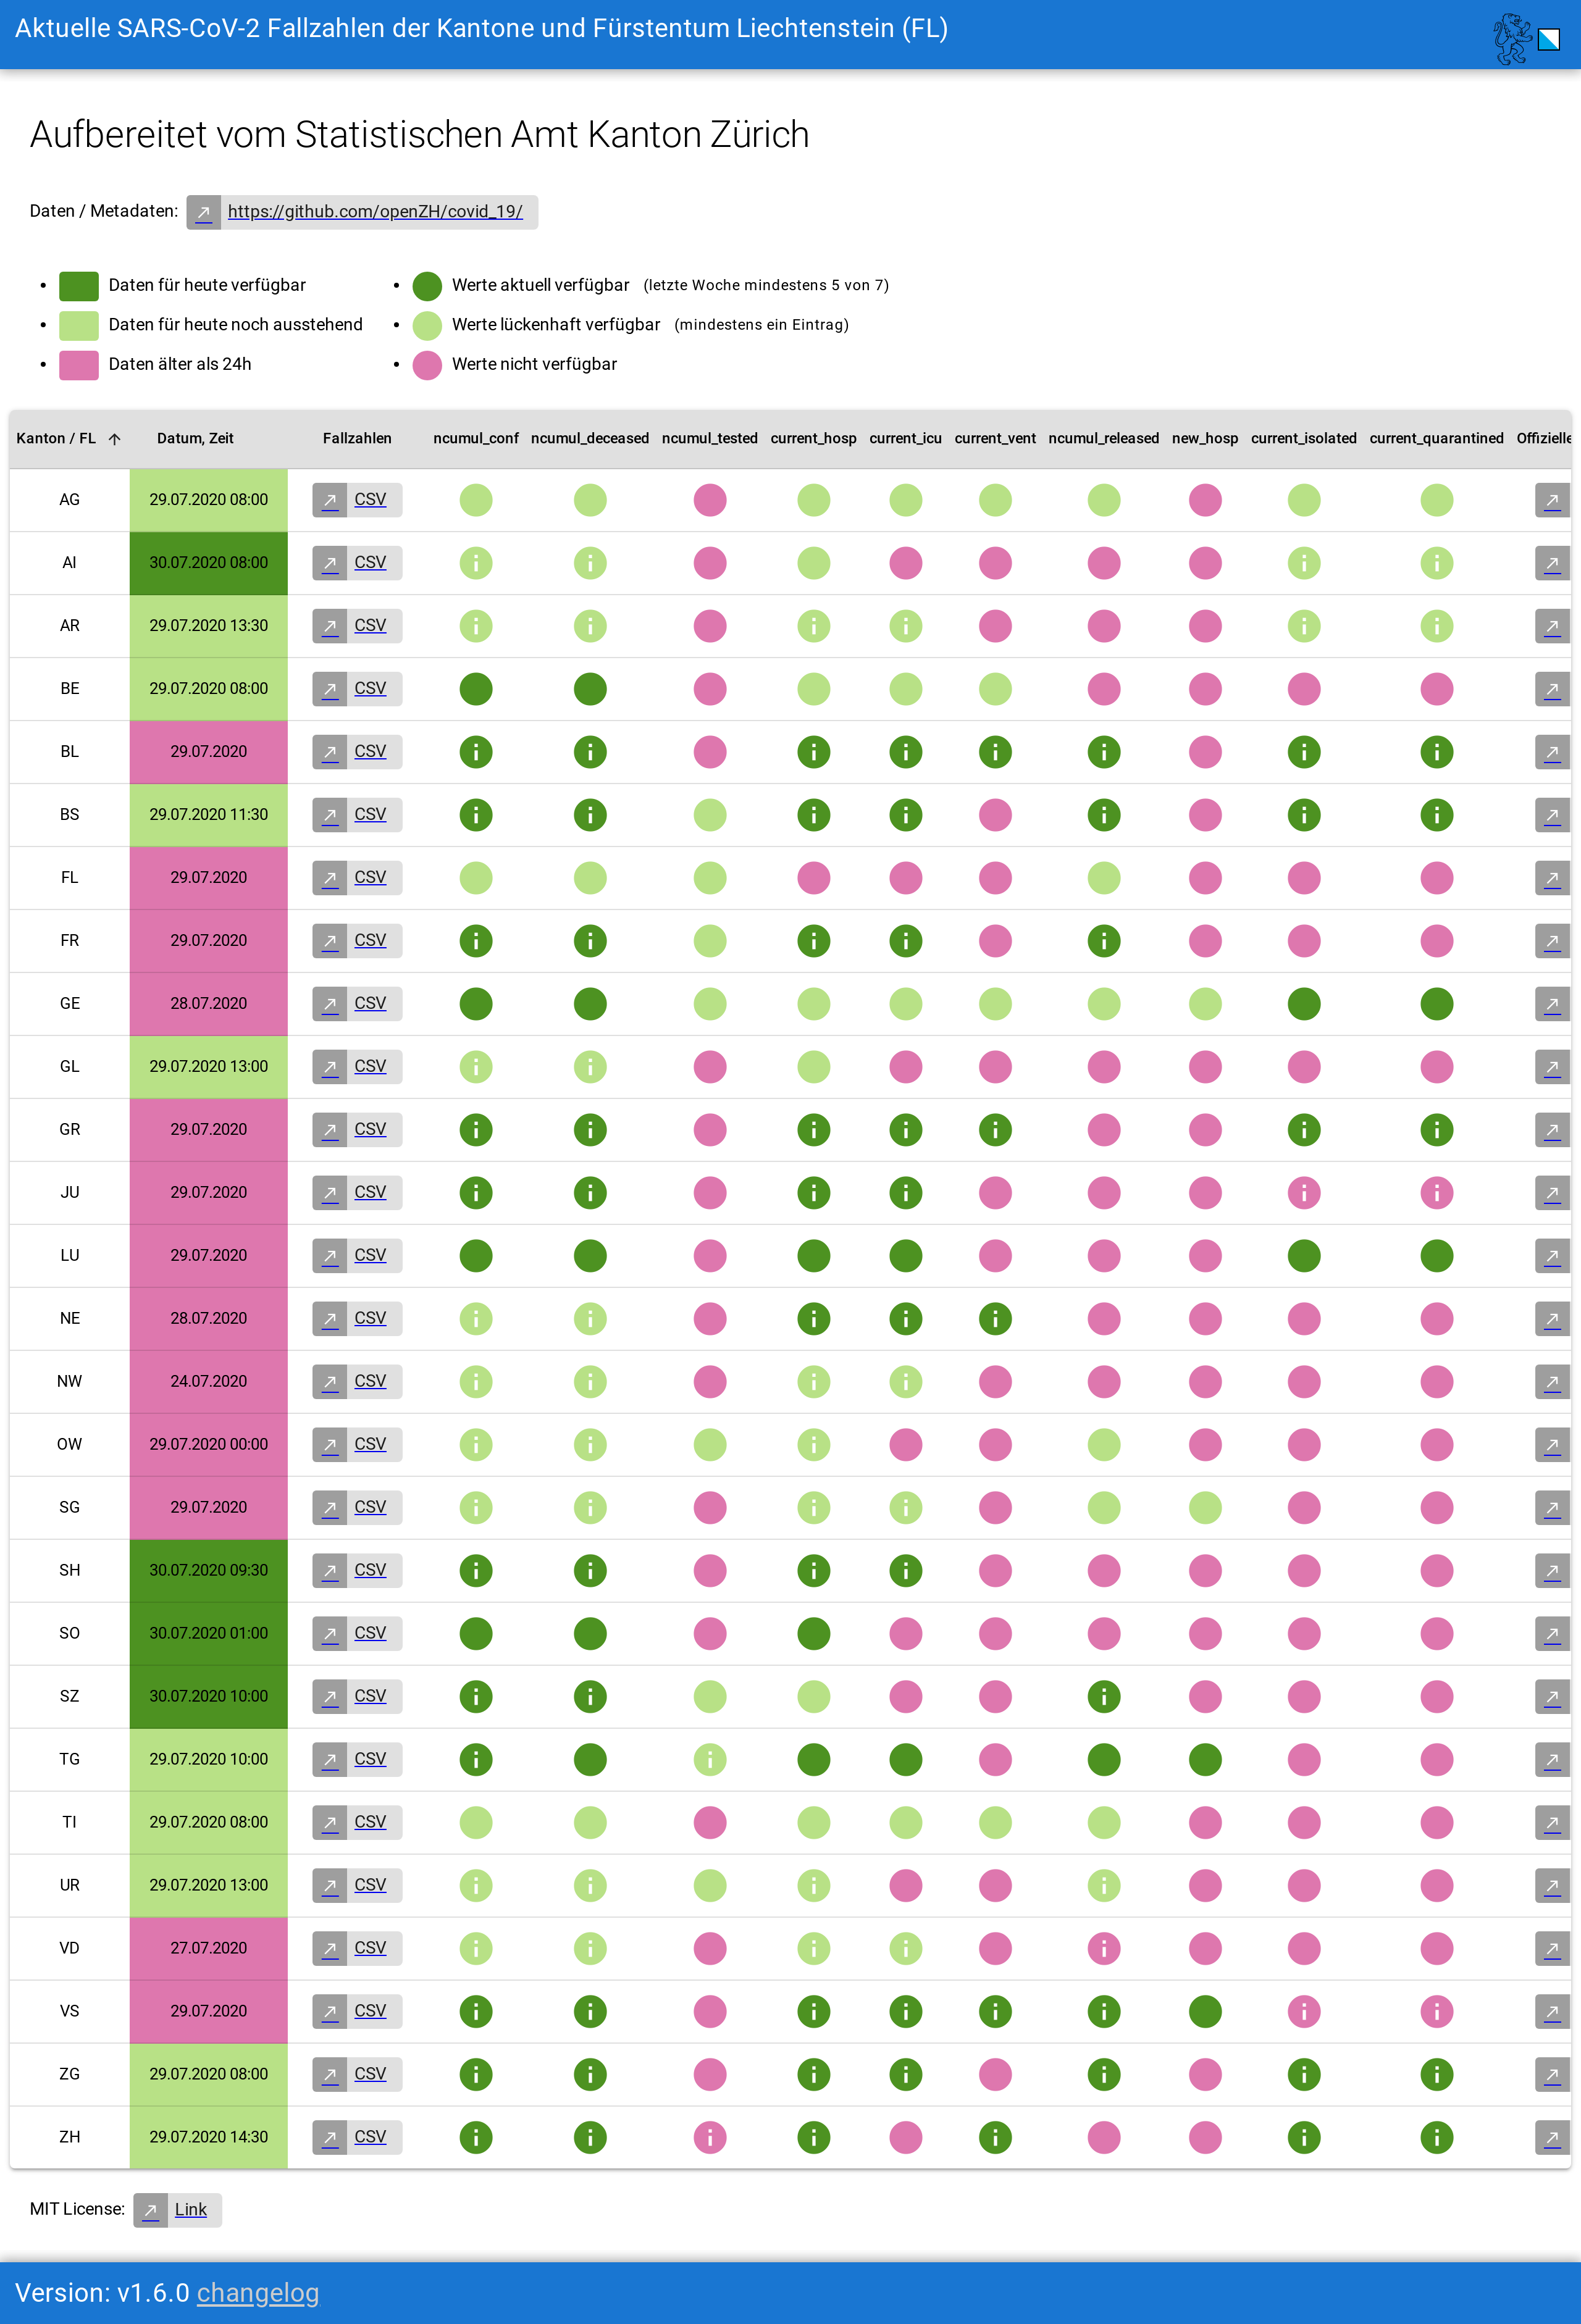 Aktuelle SARS-CoV-2 Fallzahlen der Kantone und Fürstentum Liechtenstein (FL)
Aufbereitet vom Statistischen Amt Kanton Zürich
Daten / Metadaten: https://github.com/openZH/covid_19/
Daten für heute verfügbar
Daten für heute noch ausstehend
Daten älter als 24h
Werte aktuell verfügbar (letzte Woche mindestens 5 von 7)
Werte lückenhaft verfügbar (mindestens ein Eintrag)
Werte nicht verfügbar
Kanton / FL Datum, Zeit Fallzahlen ncumul_conf ncumul_deceased ncumul_tested current_hosp current_icu current_vent ncumul_released new_hosp current_isolated current_quarantined Offizielle
AG 29.07.2020 08:00 CSV
AI 30.07.2020 08:00 CSV
AR 29.07.2020 13:30 CSV
BE 29.07.2020 08:00 CSV
BL 29.07.2020 CSV
BS 29.07.2020 11:30 CSV
FL 29.07.2020 CSV
FR 29.07.2020 CSV
GE 28.07.2020 CSV
GL 29.07.2020 13:00 CSV
GR 29.07.2020 CSV
JU 29.07.2020 CSV
LU 29.07.2020 CSV
NE 28.07.2020 CSV
NW 24.07.2020 CSV
OW 29.07.2020 00:00 CSV
SG 29.07.2020 CSV
SH 30.07.2020 09:30 CSV
SO 30.07.2020 01:00 CSV
SZ 30.07.2020 10:00 CSV
TG 29.07.2020 10:00 CSV
TI 29.07.2020 08:00 CSV
UR 29.07.2020 13:00 CSV
VD 27.07.2020 CSV
VS 29.07.2020 CSV
ZG 29.07.2020 08:00 CSV
ZH 29.07.2020 14:30 CSV
MIT License: Link
Version: v1.6.0 changelog